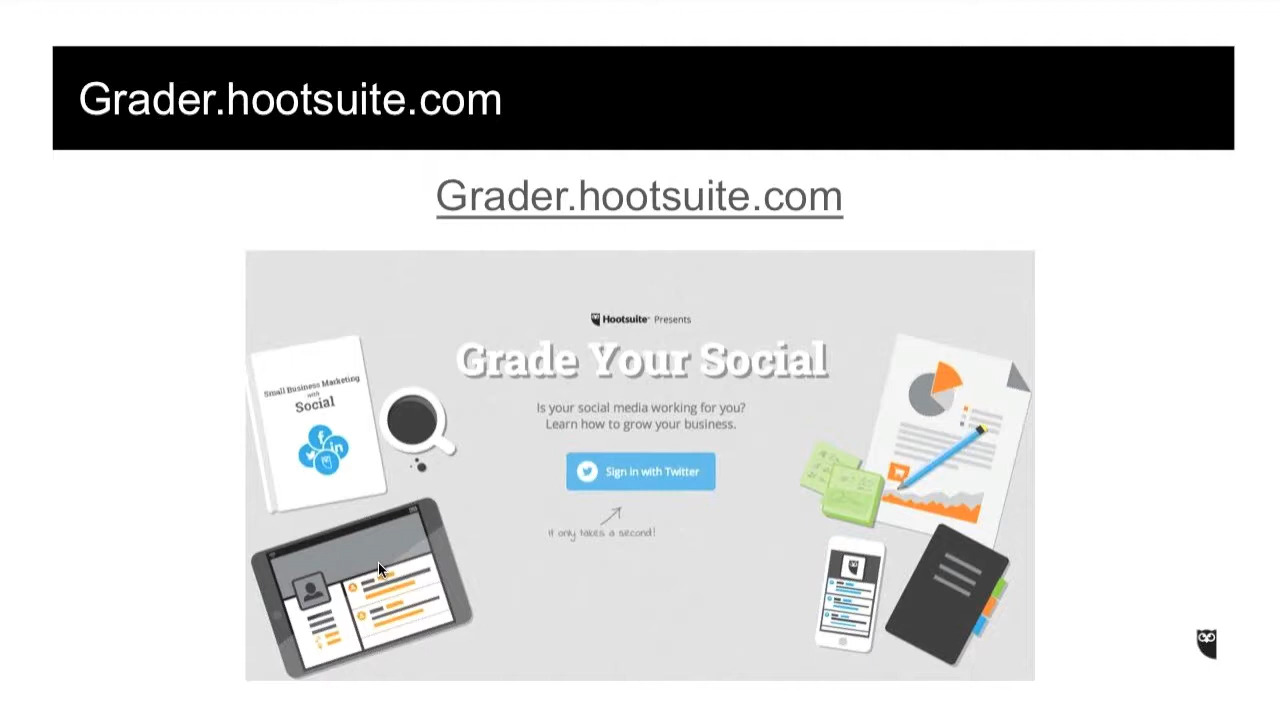 Grader.hootsuite.com
Grader.hootsuite.com
Hootsuite Presents
Grade Your Social
Is your social media working for you?
Learn how to grow your business.
Sign in with Twitter
It only takes a second!
Small Business Marketing
with
Social